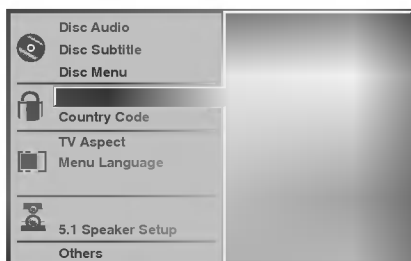 Disc Audio
Disc Subtitle
Disc Menu
Country Code
TV Aspect
Menu Language
5.1 Speaker Setup
Others